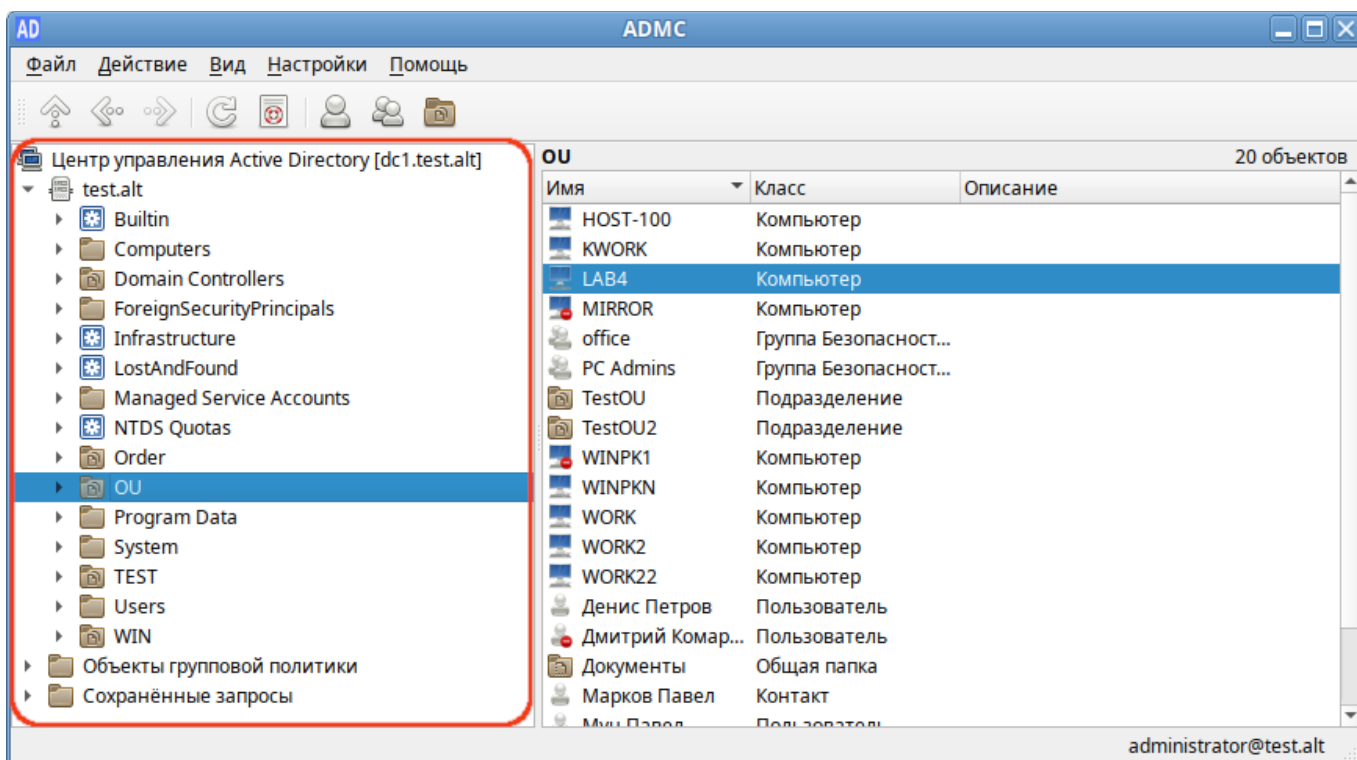 AD ADMC
Файл Действие Вид Настройки Помощь
Центр управления Active Directory [dc1.test.alt]
test.alt
Builtin
Computers
Domain Controllers
ForeignSecurityPrincipals
Infrastructure
LostAndFound
Managed Service Accounts
NTDS Quotas
Order
OU
Program Data
System
TEST
Users
WIN
Объекты групповой политики
Сохранённые запросы
OU 20 объектов
Имя Класс Описание
HOST-100 Компьютер
KWORK Компьютер
LAB4 Компьютер
MIRROR Компьютер
office Группа Безопасност...
PC Admins Группа Безопасност...
TestOU Подразделение
TestOU2 Подразделение
WINPK1 Компьютер
WINPKN Компьютер
WORK Компьютер
WORK2 Компьютер
WORK22 Компьютер
Денис Петров Пользователь
Дмитрий Комар... Пользователь
Документы Общая папка
Марков Павел Контакт
Павел Пользователь
administrator@test.alt